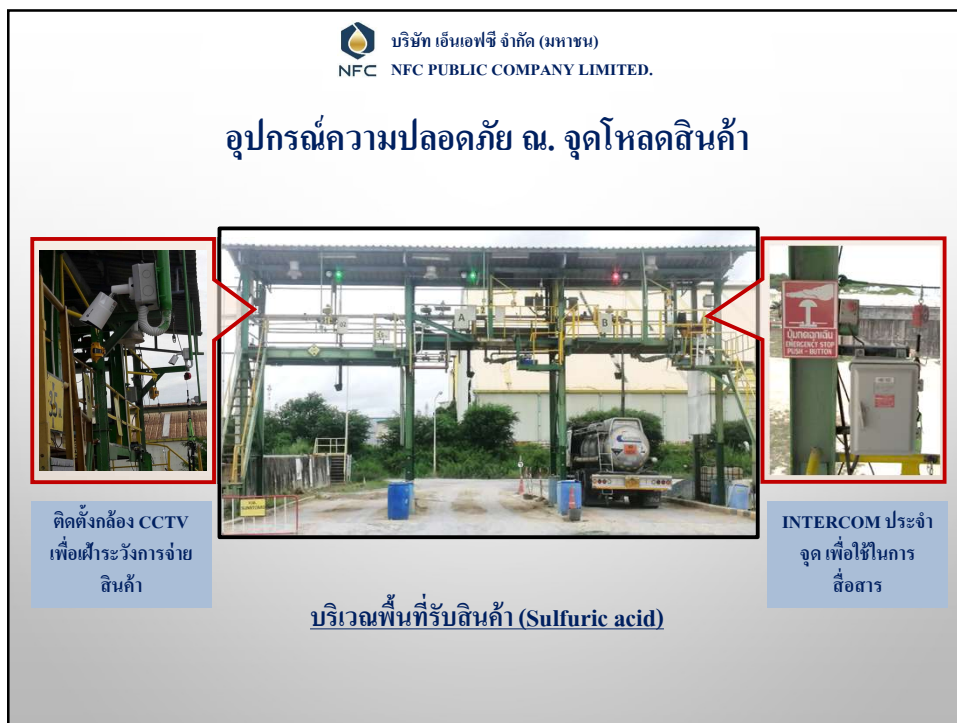 บริษัท เอ็นเอฟซี จำกัด (มหาชน)
NFC
NFC PUBLIC COMPANY LIMITED.
อุปกรณ์ความปลอดภัย ณ. จุดโหลดสินค้า
A
B
ปุ่มกดฉุกเฉิน
EMERGENCY STOP
PUSH - BUTTON
ติดตั้งกล้อง CCTV
เพื่อเฝ้าระวังการจ่าย
สินค้า
INTERCOM ประจำ
จุด เพื่อใช้ในการ
สื่อสาร
บริเวณพื้นที่รับสินค้า (Sulfuric acid)